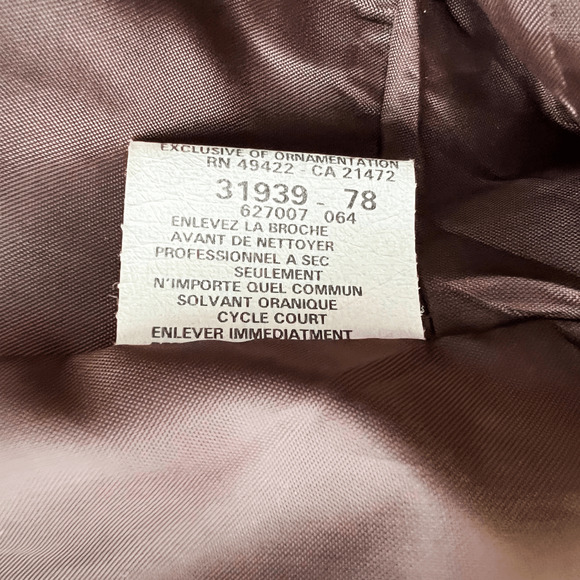 EXCLUSIVE OF ORNAMENTATION
RN 49422 - CA 21472
31939 - 78
627007 064
ENLEVEZ LA BROCHE
AVANT DE NETTOYER
PROFESSIONNEL A SEC
SEULEMENT
N'IMPORTE QUEL COMMUN
SOLVANT ORANIQUE
CYCLE COURT
ENLEVER IMMEDIATMENT